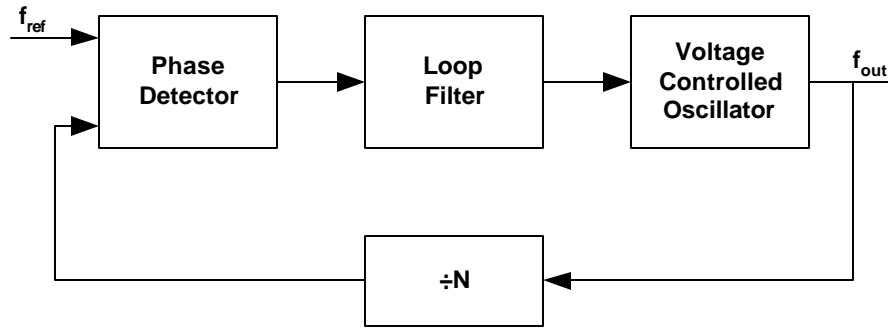 f_ref
Phase
Detector
Loop
Filter
Voltage
Controlled
Oscillator
f_out
÷N